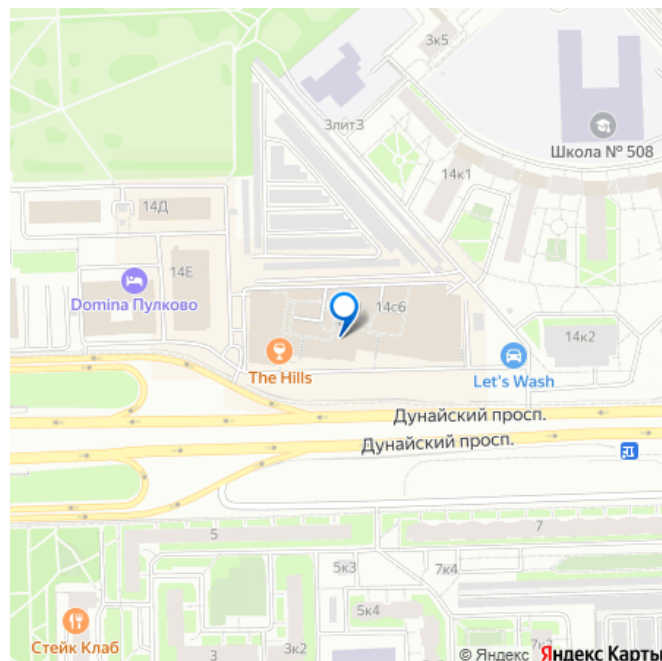 3к5
3лит3
Школа № 508
14к1
14Д
14Е
Domina Пулково
14с6
14к2
The Hills
Let's Wash
Дунайский просп.
Дунайский просп.
5
7
5к3
7к4
5к4
Стейк Клаб
3
3к2
7к2
© Яндекс Яндекс Карты